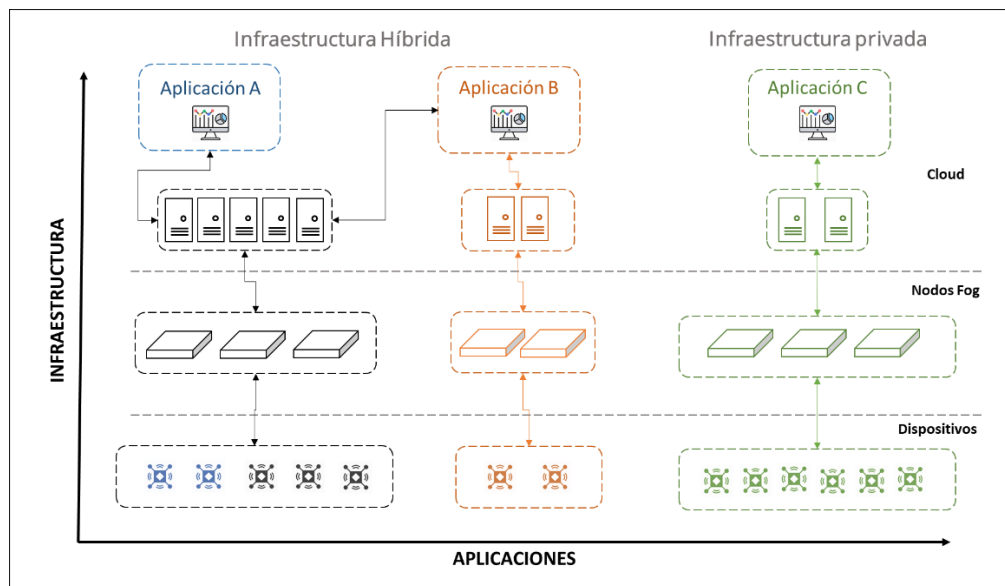 Infraestructura Híbrida
Infraestructura privada
Aplicación A
Aplicación B
Aplicación C
Cloud
Nodos Fog
Dispositivos
INFRAESTRUCTURA
APLICACIONES